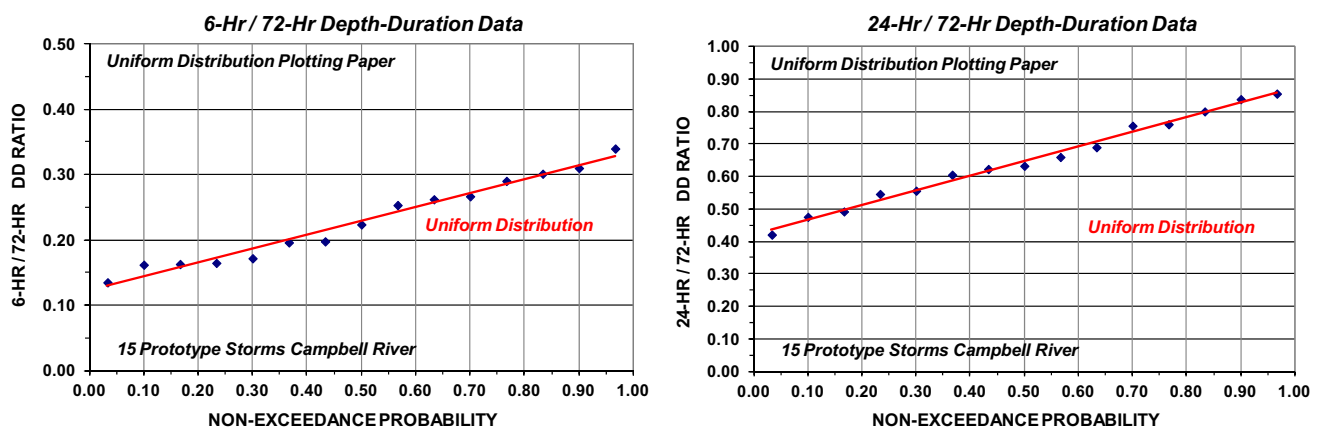 6-Hr / 72-Hr Depth-Duration Data
0.50
0.40
0.30
0.20
0.10
0.00
6-HR / 72-HR DD RATIO
Uniform Distribution Plotting Paper
Uniform Distribution
15 Prototype Storms Campbell River
0.00 0.10 0.20 0.30 0.40 0.50 0.60 0.70 0.80 0.90 1.00
NON-EXCEEDANCE PROBABILITY
24-Hr / 72-Hr Depth-Duration Data
1.00
0.90
0.80
0.70
0.60
0.50
0.40
0.30
0.20
0.10
0.00
24-HR / 72-HR DD RATIO
Uniform Distribution Plotting Paper
Uniform Distribution
15 Prototype Storms Campbell River
0.00 0.10 0.20 0.30 0.40 0.50 0.60 0.70 0.80 0.90 1.00
NON-EXCEEDANCE PROBABILITY